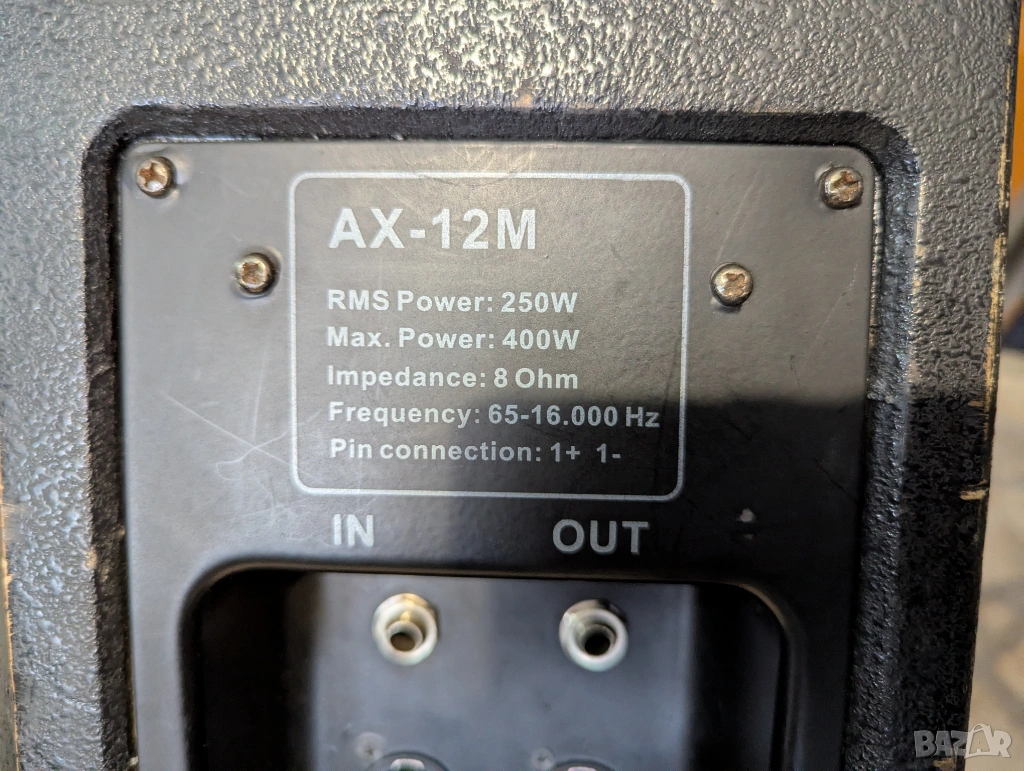 AX-12M
RMS Power: 250W
Max. Power: 400W
Impedance: 8 Ohm
Frequency: 65-16.000 Hz
Pin connection: 1+ 1-
IN OUT
BAZAR